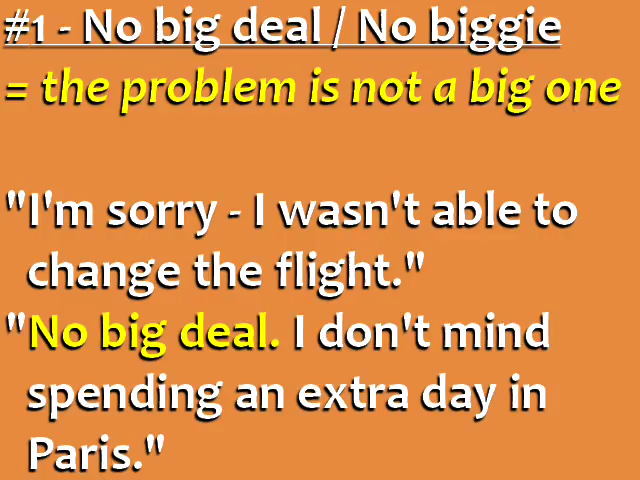 #1 - No big deal / No biggie
= the problem is not a big one
"I'm sorry - I wasn't able to
change the flight."
"No big deal. I don't mind
spending an extra day in
Paris."